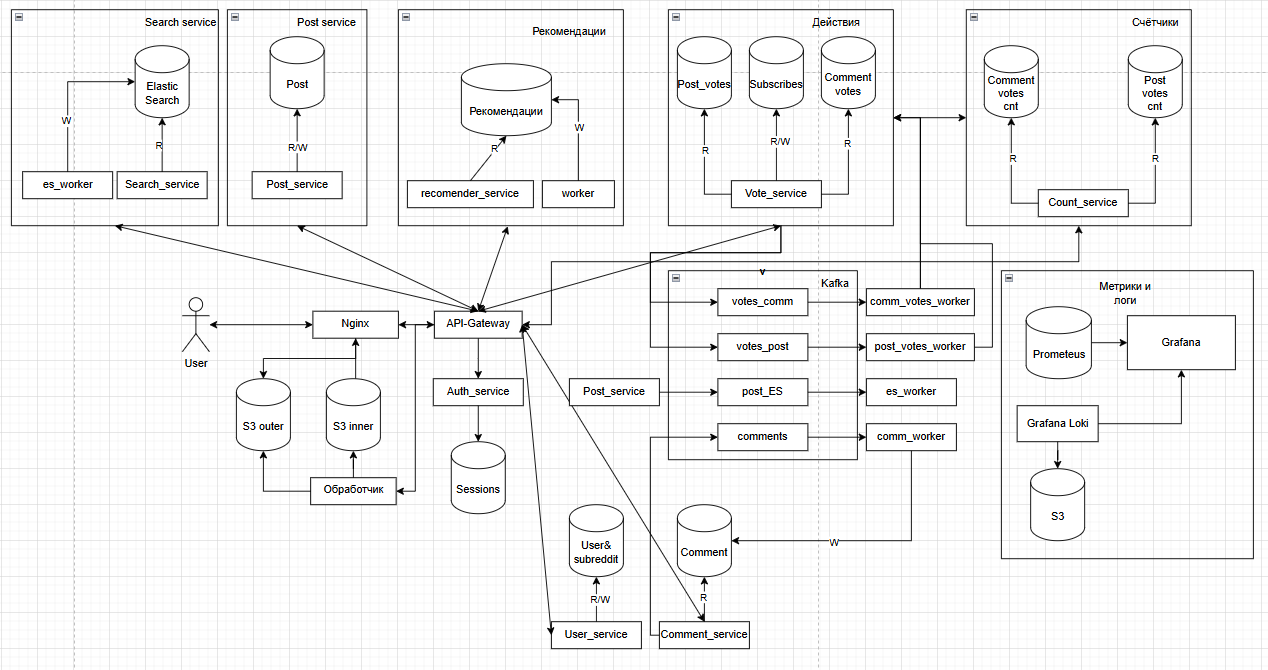 Search service
Elastic
Search
W
R
es_worker
Search_service
Post service
Post
R/W
Post_service
Рекомендации
Рекомендации
R
W
recomender_service
worker
Действия
Post_votes
Subscribes
Comment
votes
R
R/W
R
Vote_service
Счётчики
Comment
votes
cnt
Post
votes
cnt
R
R
Count_service
User
Nginx
API-Gateway
S3 outer
S3 inner
Обработчик
Auth_service
Sessions
Kafka
votes_comm
comm_votes_worker
votes_post
post_votes_worker
Post_service
post_ES
es_worker
comments
comm_worker
User&
subreddit
R/W
User_service
Comment
W
R
Comment_service
Метрики и
логи
Prometeus
Grafana
Grafana Loki
S3